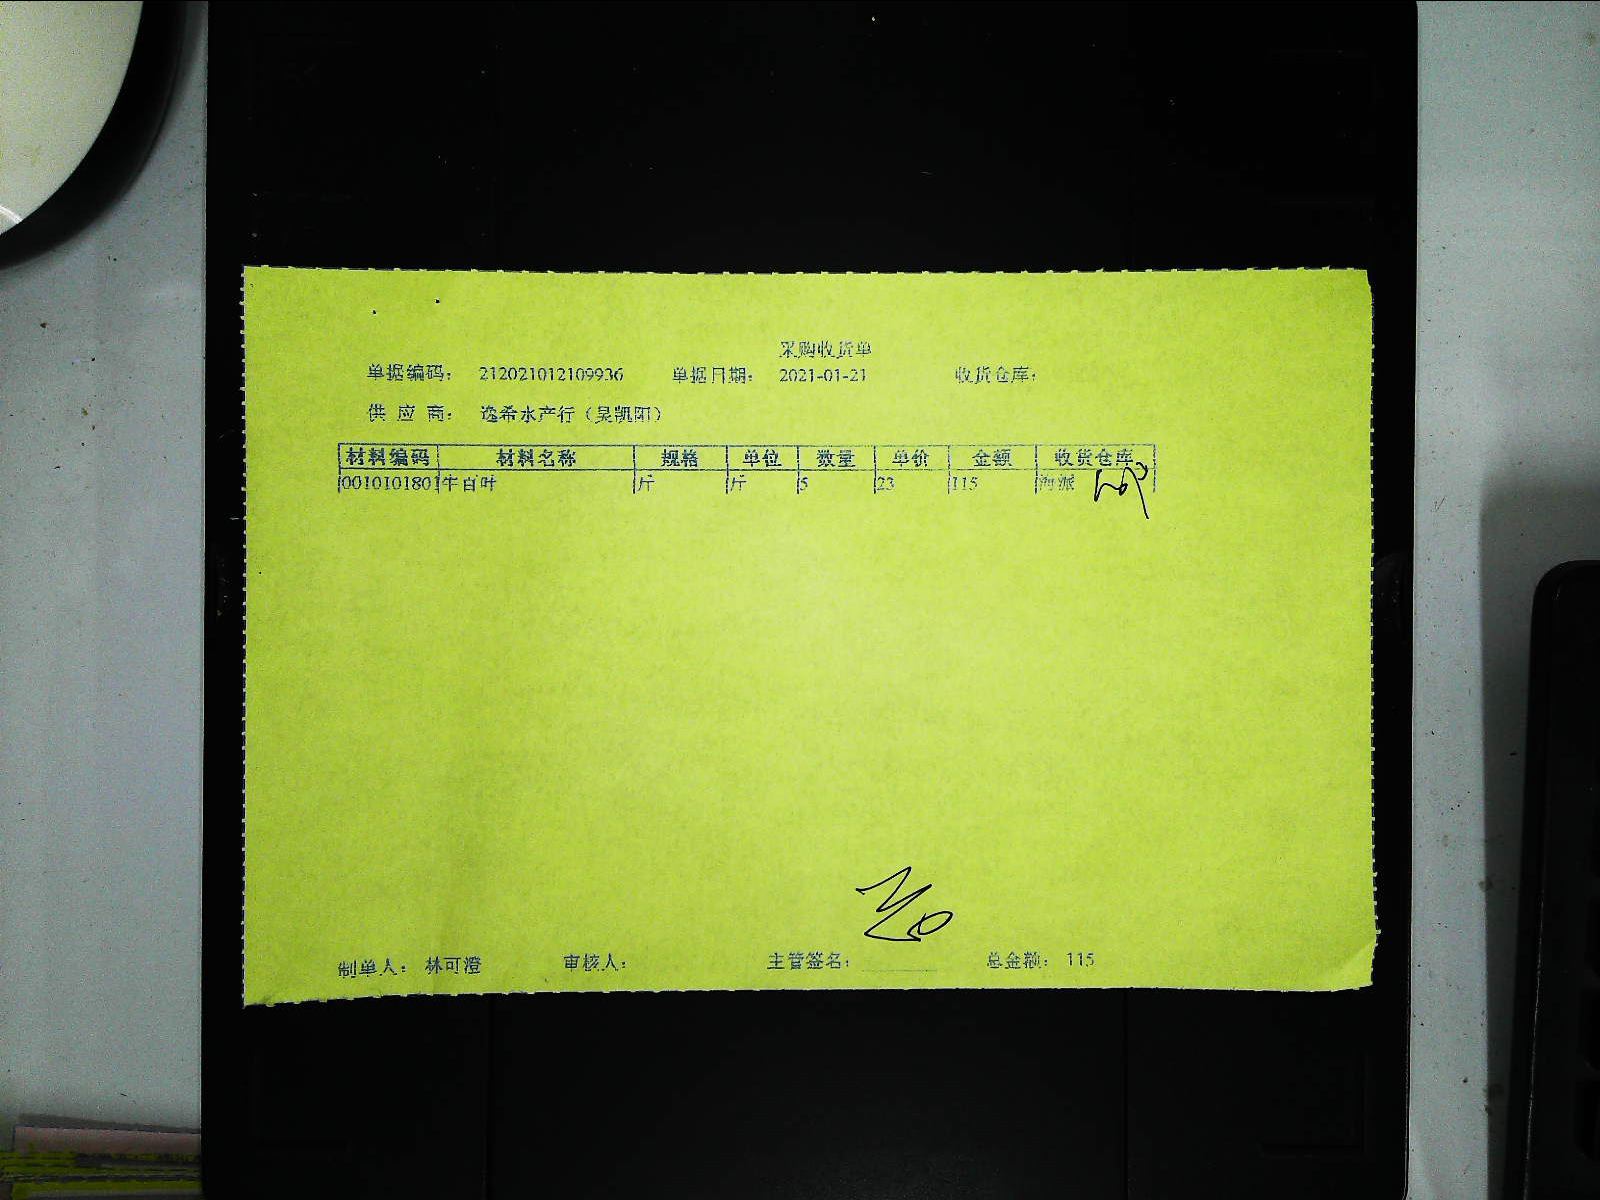 采购收货单
单据编码： 212021012109936 单据日期： 2021-01-21 收货仓库：
供 应 商： 逸希水产行（吴凯阳）
材料编码 材料名称 规格 单位 数量 单价 金额 收货仓库
0010101801 牛百叶 斤 斤 5 23 115 海派
制单人： 林可澄 审核人： 主管签名： 总金额： 115